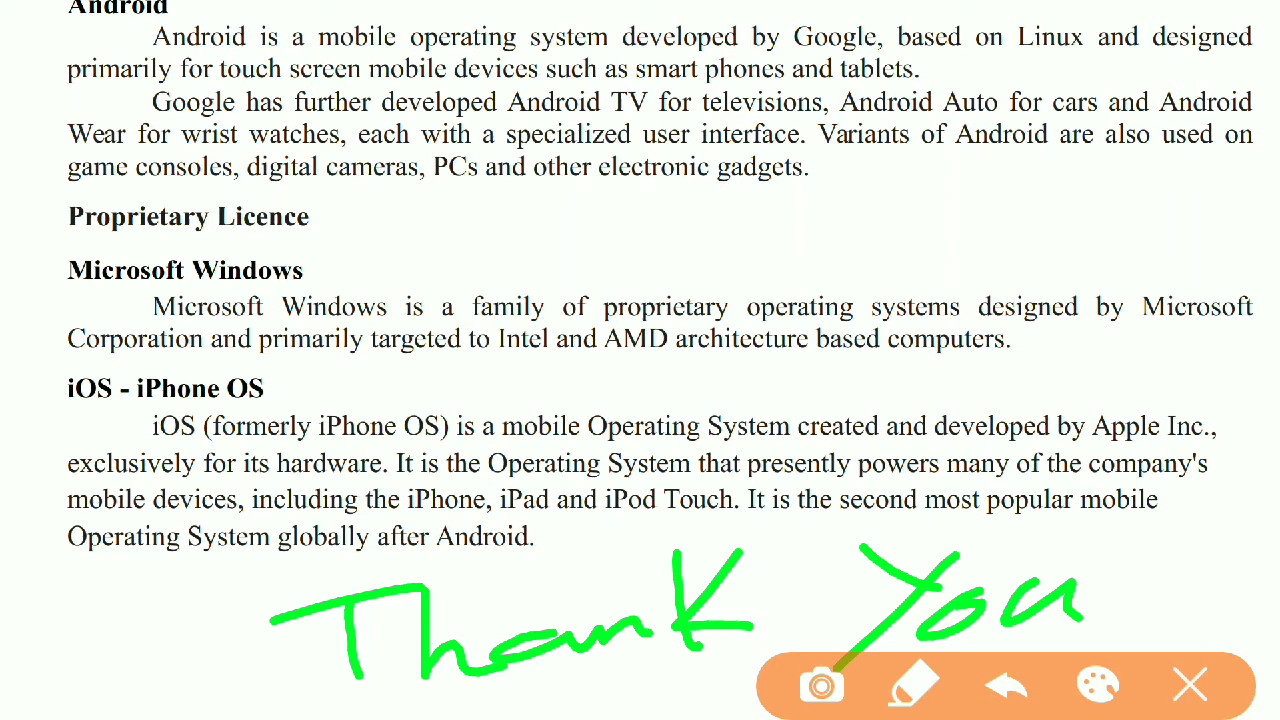 Android
Android is a mobile operating system developed by Google, based on Linux and designed
primarily for touch screen mobile devices such as smart phones and tablets.
Google has further developed Android TV for televisions, Android Auto for cars and Android
Wear for wrist watches, each with a specialized user interface. Variants of Android are also used on
game consoles, digital cameras, PCs and other electronic gadgets.
Proprietary Licence
Microsoft Windows
Microsoft Windows is a family of proprietary operating systems designed by Microsoft
Corporation and primarily targeted to Intel and AMD architecture based computers.
iOS - iPhone OS
iOS (formerly iPhone OS) is a mobile Operating System created and developed by Apple Inc.,
exclusively for its hardware. It is the Operating System that presently powers many of the company's
mobile devices, including the iPhone, iPad and iPod Touch. It is the second most popular mobile
Operating System globally after Android.
Thank You